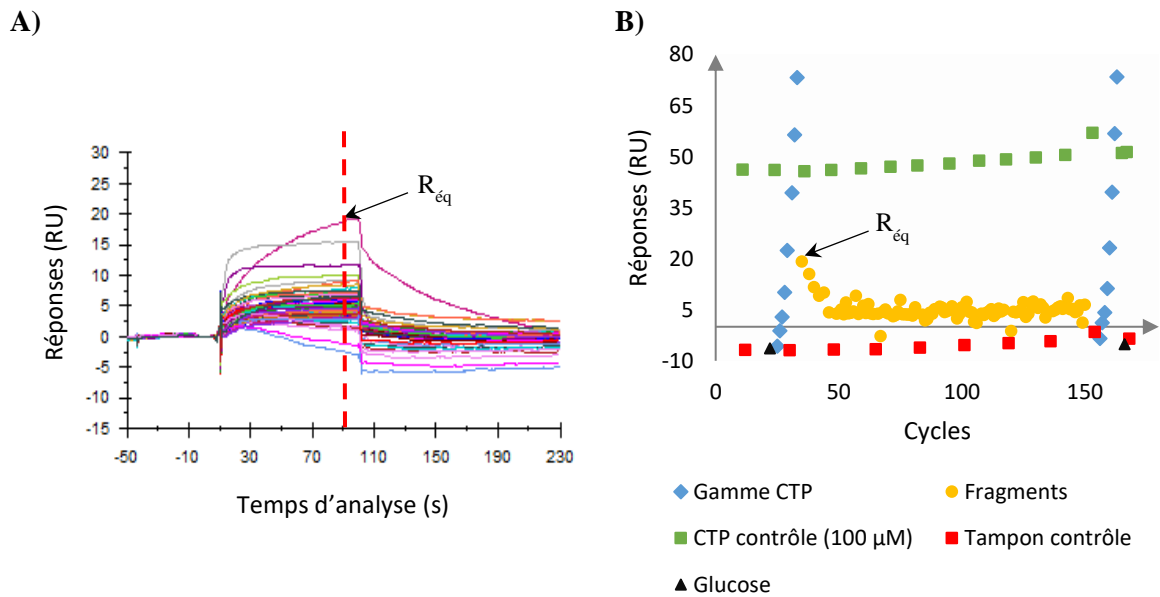 A)
Réponses (RU)
30
25
20
15
10
5
0
-5
-10
-15
-50
-10
30
70
110
150
190
230
R éq
Temps d'analyse (s)
B)
Réponses (RU)
80
65
50
35
20
5
-10
0
50
100
150
R éq
Cycles
Gamme CTP
Fragments
CTP contrôle (100 µM)
Tampon contrôle
Glucose